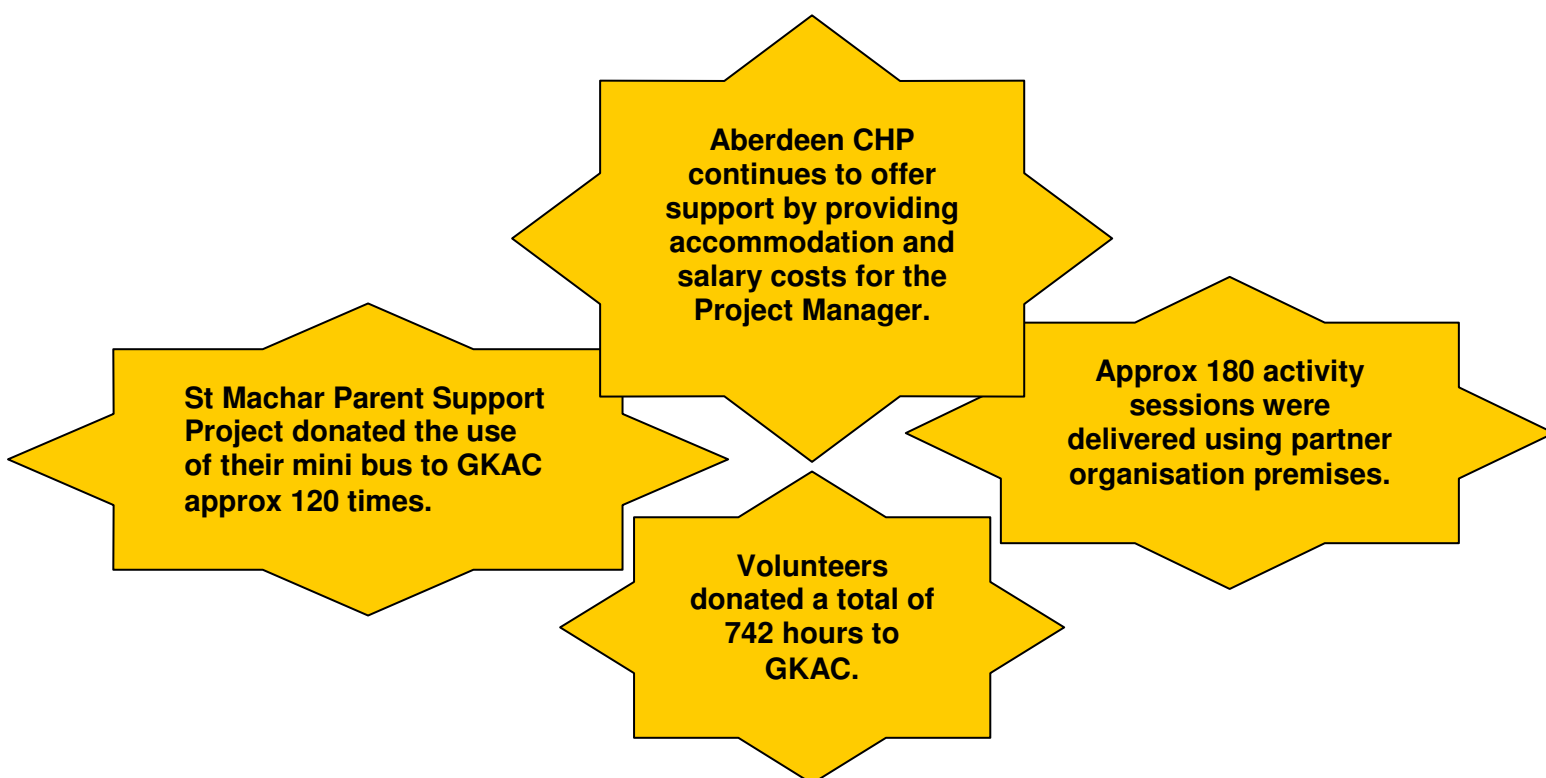 Aberdeen CHP
continues to offer
support by providing
accommodation and
salary costs for the
Project Manager.
St Machar Parent Support
Project donated the use
of their mini bus to GKAC
approx 120 times.
Approx 180 activity
sessions were
delivered using partner
organisation premises.
Volunteers
donated a total of
742 hours to
GKAC.